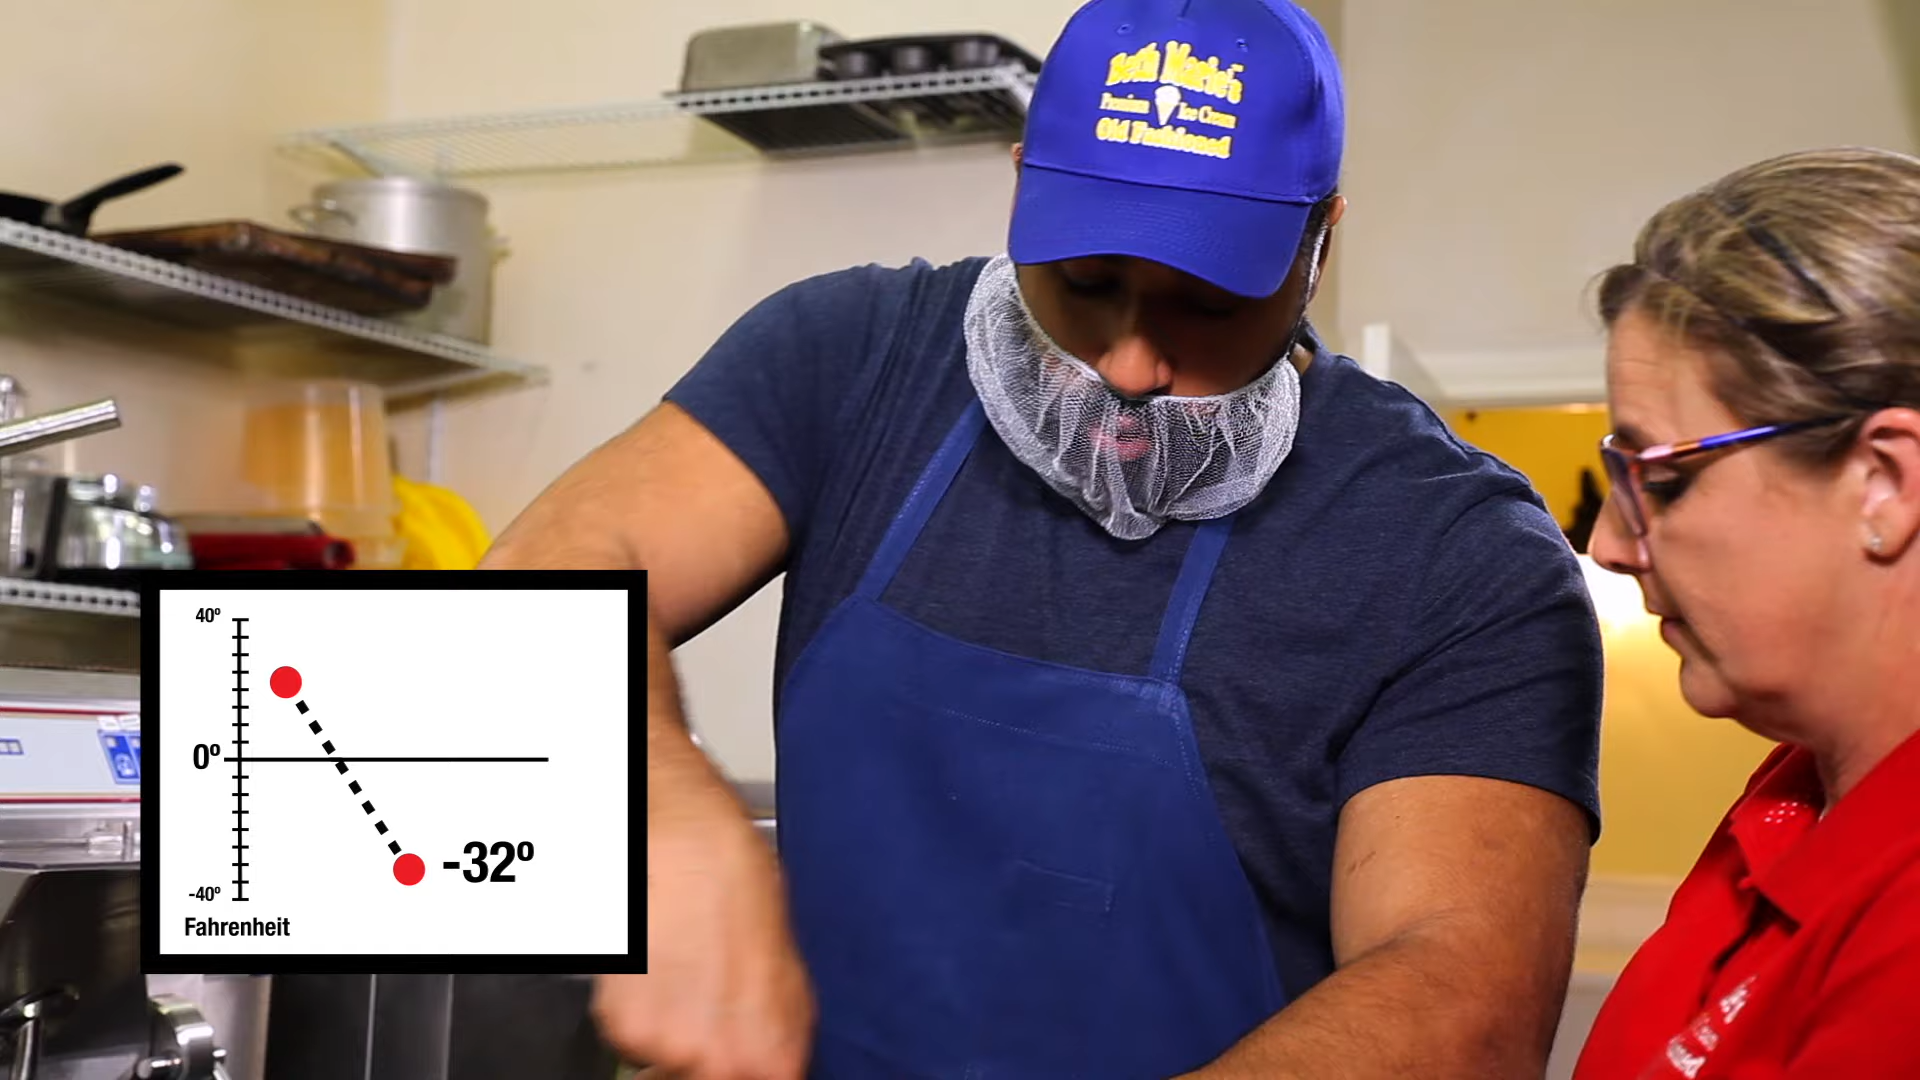 Beth Marie's
Premium Ice Cream
Old Fashioned
40º
0º
-32º
-40º
Fahrenheit